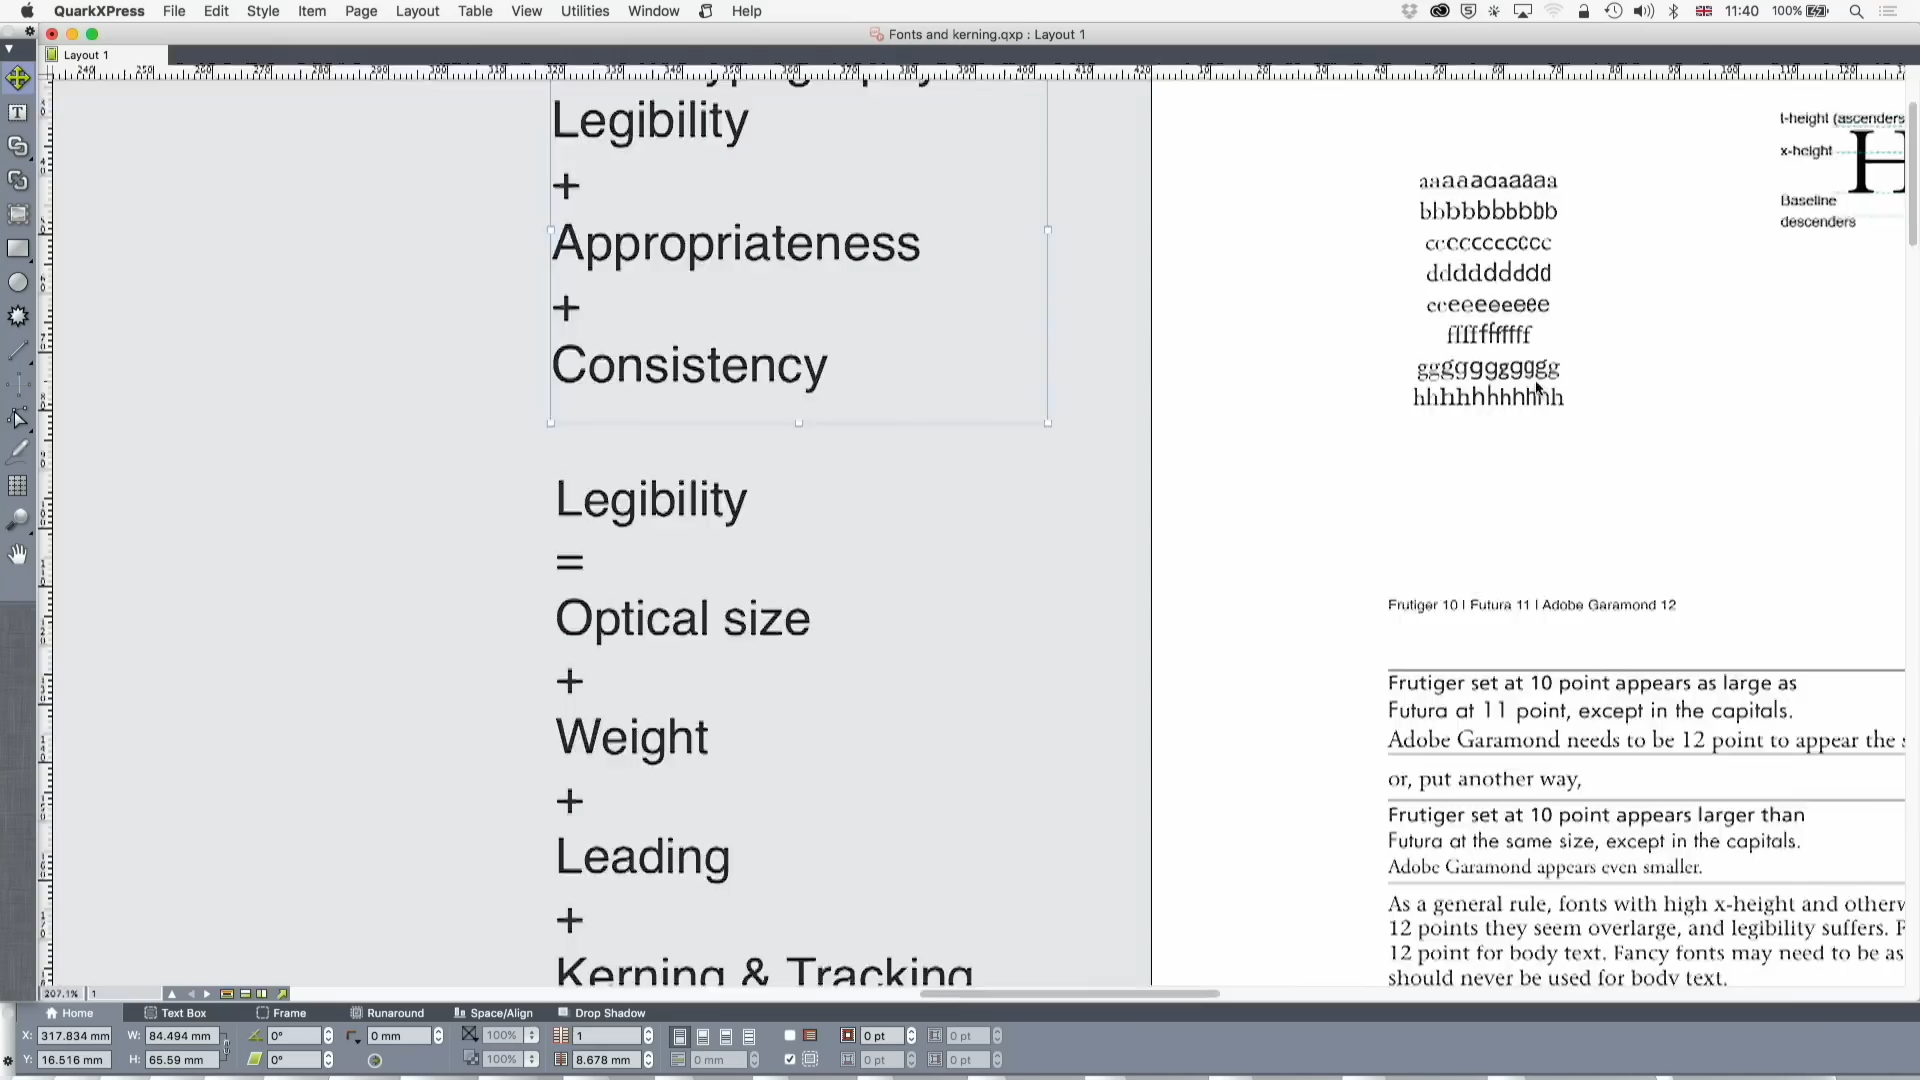 QuarkXPress File Edit Style Item Page Layout Table View Utilities Window Help 11:40 100%
Fonts and kerning.qxp : Layout 1
Layout 1
Legibility
+
Appropriateness
+
Consistency
Legibility
=
Optical size
+
Weight
+
Leading
+
Kerning & Tracking
t-height (ascenders
x-height
H
Baseline
descenders
aaaaaaaaaa
bbbbbbbbbb
cccccccccc
dddddddddd
eeeeeeeeee
ffffffffff
gggggggggg
hhhhhhhhhh
Frutiger 10 | Futura 11 | Adobe Garamond 12
Frutiger set at 10 point appears as large as
Futura at 11 point, except in the capitals.
Adobe Garamond needs to be 12 point to appear the
or, put another way,
Frutiger set at 10 point appears larger than
Futura at the same size, except in the capitals.
Adobe Garamond appears even smaller.
As a general rule, fonts with high x-height and otherw
12 points they seem overlarge, and legibility suffers.
12 point for body text. Fancy fonts may need to be as
should never be used for body text.
207.1% 1
Home Text Box Frame Runaround Space/Align Drop Shadow
X: 317.834 mm W: 84.494 mm 0° 0 mm 100% 1 0 pt 0 pt
Y: 16.516 mm H: 65.59 mm 0° 100% 8.678 mm 0 mm 0 pt 0 pt